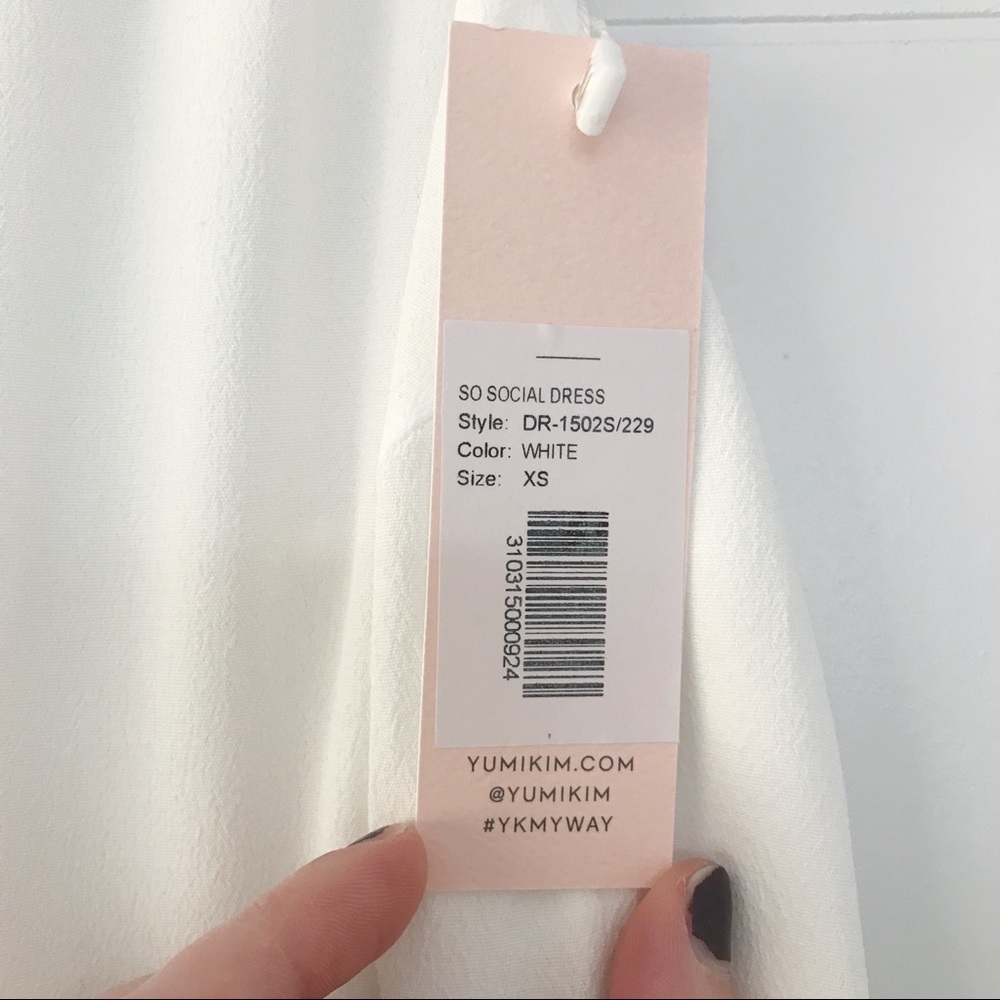 SO SOCIAL DRESS
Style: DR-1502S/229
Color: WHITE
Size: XS
310315000924
YUMIKIM.COM
@YUMIKIM
#YKMYWAY